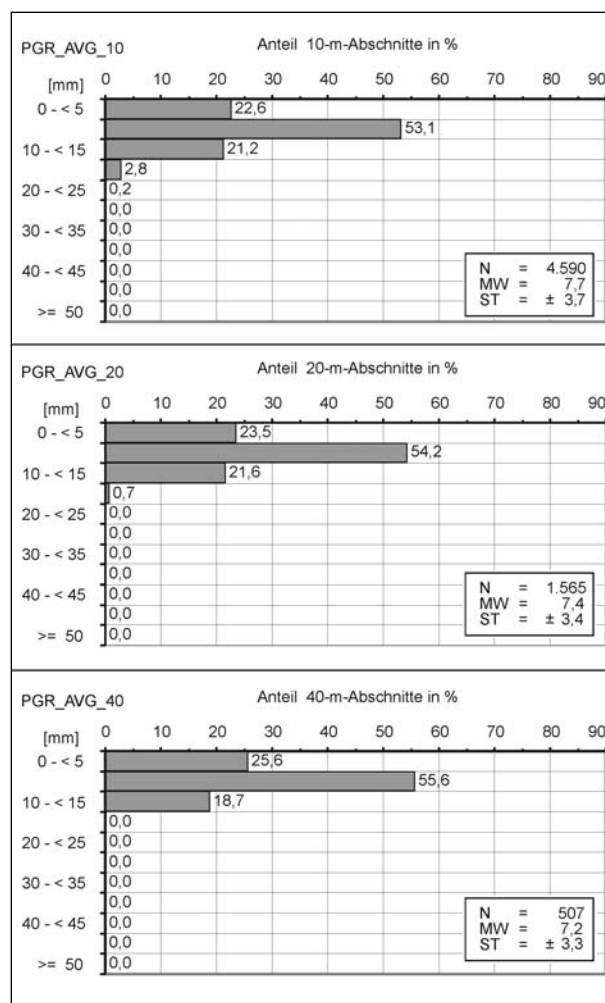 PGR_AVG_10 Anteil 10-m-Abschnitte in %
[mm] 0 10 20 30 40 50 60 70 80 90
0 - < 5 22,6
53,1
10 - < 15 21,2
2,8
20 - < 25 0,2
0,0
30 - < 35 0,0
0,0
40 - < 45 0,0
0,0
>= 50 0,0
N = 4.590
MW = 7,7
ST = ± 3,7
PGR_AVG_20 Anteil 20-m-Abschnitte in %
[mm] 0 10 20 30 40 50 60 70 80 90
0 - < 5 23,5
54,2
10 - < 15 21,6
0,7
20 - < 25 0,0
0,0
30 - < 35 0,0
0,0
40 - < 45 0,0
0,0
>= 50 0,0
N = 1.565
MW = 7,4
ST = ± 3,4
PGR_AVG_40 Anteil 40-m-Abschnitte in %
[mm] 0 10 20 30 40 50 60 70 80 90
0 - < 5 25,6
55,6
10 - < 15 18,7
0,0
20 - < 25 0,0
0,0
30 - < 35 0,0
0,0
40 - < 45 0,0
0,0
>= 50 0,0
N = 507
MW = 7,2
ST = ± 3,3